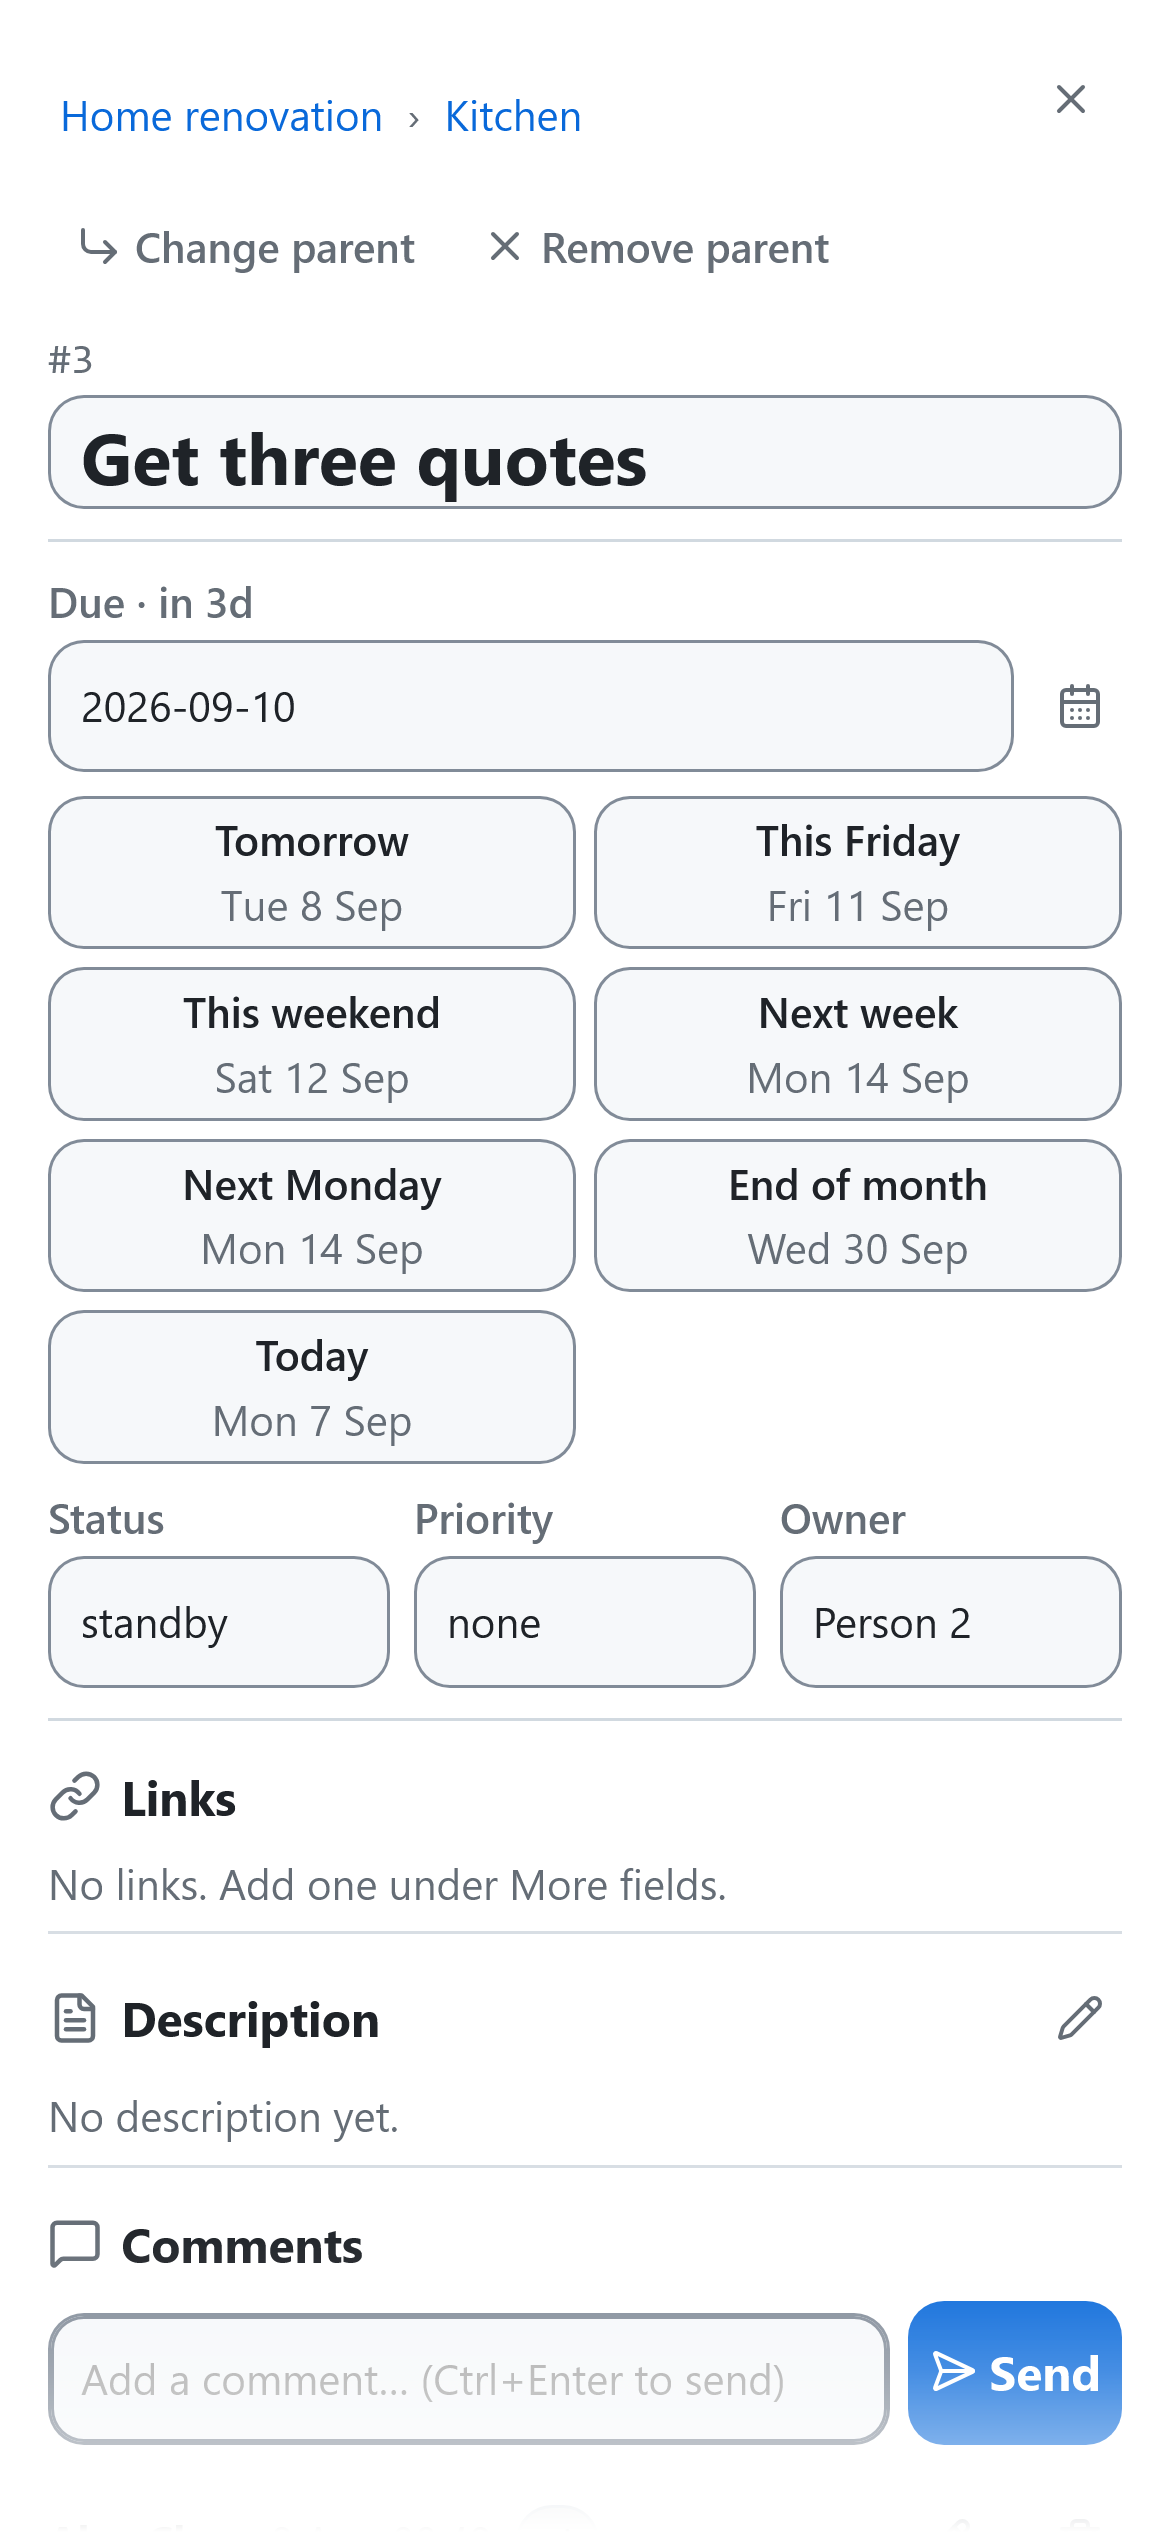 Home renovation › Kitchen
Change parent Remove parent
#3
Get three quotes
Due · in 3d
2026-09-10
Tomorrow This Friday
Tue 8 Sep Fri 11 Sep
This weekend Next week
Sat 12 Sep Mon 14 Sep
Next Monday End of month
Mon 14 Sep Wed 30 Sep
Today
Mon 7 Sep
Status Priority Owner
standby none Person 2
Links
No links. Add one under More fields.
Description
No description yet.
Comments
Add a comment... (Ctrl+Enter to send) Send